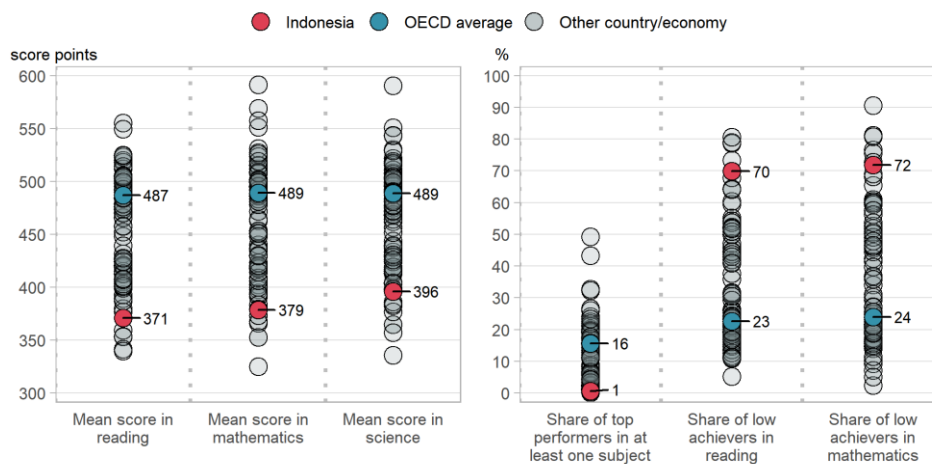 Indonesia OECD average Other country/economy
score points
600
550
500
450
400
350
300
487
489
489
371
379
396
Mean score in
reading
Mean score in
mathematics
Mean score in
science
%
100
90
80
70
60
50
40
30
20
10
0
70
72
16
23
24
1
Share of top
performers in at
least one subject
Share of low
achievers in
reading
Share of low
achievers in
mathematics